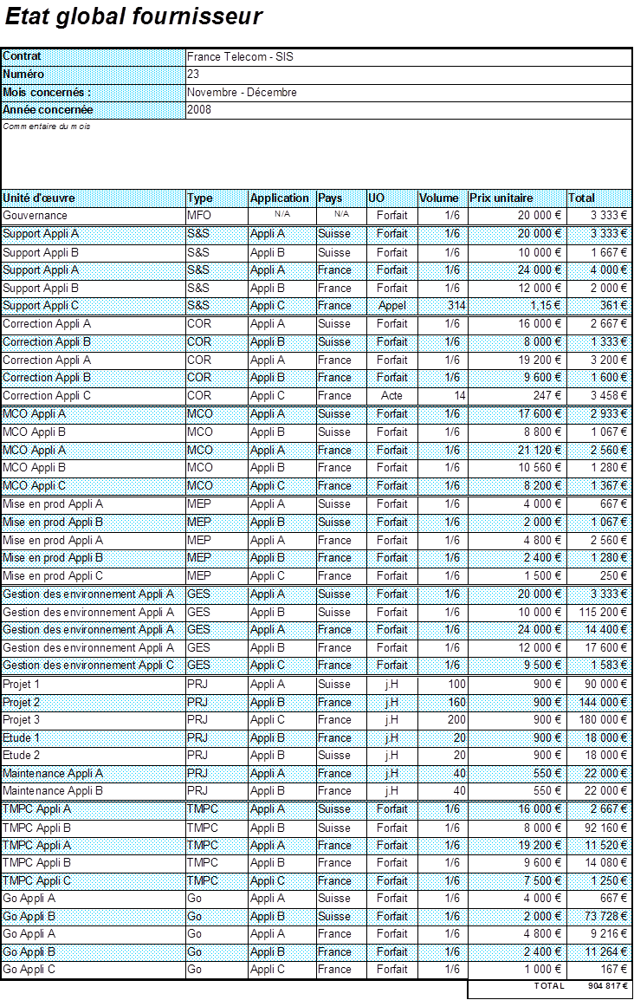 Etat global fournisseur
Contrat France Telecom - SIS
Numéro 23
Mois concernés : Novembre - Décembre
Année concernée 2008
Commentaire du mois
Unité d'œuvre Type Application Pays UO Volume Prix unitaire Total
Gouvernance MFO N/A N/A Forfait 1/6 20 000 € 3 333 €
Support Appli A S&S Appli A Suisse Forfait 1/6 20 000 € 3 333 €
Support Appli B S&S Appli B Suisse Forfait 1/6 10 000 € 1 667 €
Support Appli A S&S Appli A France Forfait 1/6 24 000 € 4 000 €
Support Appli B S&S Appli B France Forfait 1/6 12 000 € 2 000 €
Support Appli C S&S Appli C France Appel 314 1,15 € 361 €
Correction Appli A COR Appli A Suisse Forfait 1/6 16 000 € 2 667 €
Correction Appli B COR Appli B Suisse Forfait 1/6 8 000 € 1 333 €
Correction Appli A COR Appli A France Forfait 1/6 19 200 € 3 200 €
Correction Appli B COR Appli B France Forfait 1/6 9 600 € 1 600 €
Correction Appli C COR Appli C France Acte 14 247 € 3 458 €
MCO Appli A MCO Appli A Suisse Forfait 1/6 17 600 € 2 933 €
MCO Appli B MCO Appli B Suisse Forfait 1/6 8 800 € 1 067 €
MCO Appli A MCO Appli A France Forfait 1/6 21 120 € 2 560 €
MCO Appli B MCO Appli B France Forfait 1/6 10 560 € 1 280 €
MCO Appli C MCO Appli C France Forfait 1/6 8 200 € 1 367 €
Mise en prod Appli A MEP Appli A Suisse Forfait 1/6 4 000 € 667 €
Mise en prod Appli B MEP Appli B Suisse Forfait 1/6 2 000 € 1 067 €
Mise en prod Appli A MEP Appli A France Forfait 1/6 4 800 € 2 560 €
Mise en prod Appli B MEP Appli B France Forfait 1/6 2 400 € 1 280 €
Mise en prod Appli C MEP Appli C France Forfait 1/6 1 500 € 250 €
Gestion des environnement Appli A GES Appli A Suisse Forfait 1/6 20 000 € 3 333 €
Gestion des environnement Appli A GES Appli B Suisse Forfait 1/6 10 000 € 115 200 €
Gestion des environnement Appli A GES Appli A France Forfait 1/6 24 000 € 14 400 €
Gestion des environnement Appli A GES Appli B France Forfait 1/6 12 000 € 17 600 €
Gestion des environnement Appli C GES Appli C France Forfait 1/6 9 500 € 1 583 €
Projet 1 PRJ Appli A Suisse j.H 100 900 € 90 000 €
Projet 2 PRJ Appli B France j.H 160 900 € 144 000 €
Projet 3 PRJ Appli C France j.H 200 900 € 180 000 €
Etude 1 PRJ Appli B France j.H 20 900 € 18 000 €
Etude 2 PRJ Appli B Suisse j.H 20 900 € 18 000 €
Maintenance Appli A PRJ Appli A France j.H 40 550 € 22 000 €
Maintenance Appli B PRJ Appli B France j.H 40 550 € 22 000 €
TMPC Appli A TMPC Appli A Suisse Forfait 1/6 16 000 € 2 667 €
TMPC Appli B TMPC Appli B Suisse Forfait 1/6 8 000 € 92 160 €
TMPC Appli A TMPC Appli A France Forfait 1/6 19 200 € 11 520 €
TMPC Appli B TMPC Appli B France Forfait 1/6 9 600 € 14 080 €
TMPC Appli C TMPC Appli C France Forfait 1/6 7 500 € 1 250 €
Go Appli A Go Appli A Suisse Forfait 1/6 4 000 € 667 €
Go Appli B Go Appli B Suisse Forfait 1/6 2 000 € 73 728 €
Go Appli A Go Appli A France Forfait 1/6 4 800 € 9 216 €
Go Appli B Go Appli B France Forfait 1/6 2 400 € 11 264 €
Go Appli C Go Appli C France Forfait 1/6 1 000 € 167 €
TOTAL 904 817 €